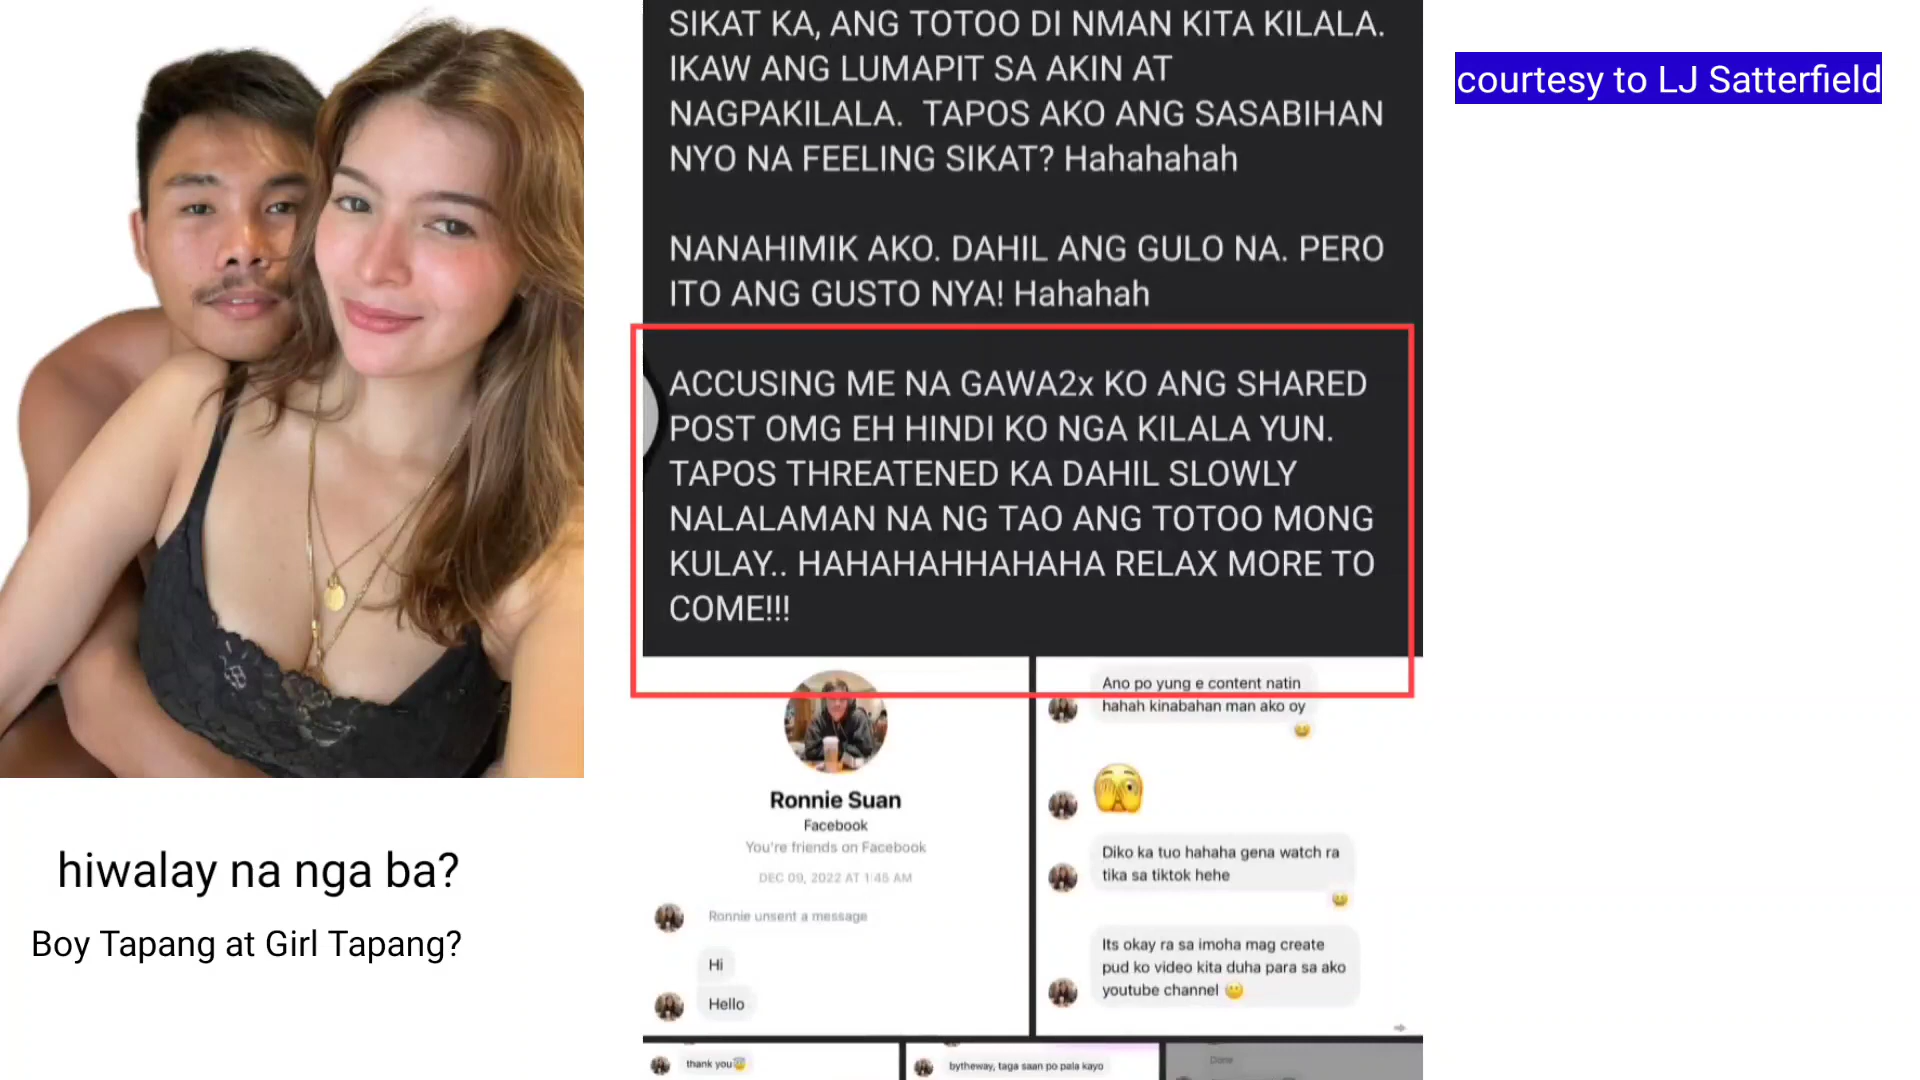 SIKAT KA, ANG TOTOO DI NMAN KITA KILALA.
IKAW ANG LUMAPIT SA AKIN AT
NAGPAKILALA. TAPOS AKO ANG SASABIHAN
NYO NA FEELING SIKAT? Hahahahah
NANAHIMIK AKO. DAHIL ANG GULO NA. PERO
ITO ANG GUSTO NYA! Hahahah
ACCUSING ME NA GAWA2x KO ANG SHARED
POST OMG EH HINDI KO NGA KILALA YUN.
TAPOS THREATENED KA DAHIL SLOWLY
NALALAMAN NA NG TAO ANG TOTOO MONG
KULAY.. HAHAHAHHAHAHA RELAX MORE TO
COME!!!
courtesy to LJ Satterfield
hiwalay na nga ba?
Boy Tapang at Girl Tapang?
Ronnie Suan
Facebook
You're friends on Facebook
DEC 09, 2022 AT 1:45 AM
Ronnie unsent a message
Hi
Hello
Ano po yung e content natin
hahah kinabahan man ako oy
Diko ka tuo hahaha gena watch ra
tika sa tiktok hehe
Its okay ra sa imoha mag create
pud ko video kita duha para sa ako
youtube channel
thank you
bytheway, taga saan po pala kayo
Done